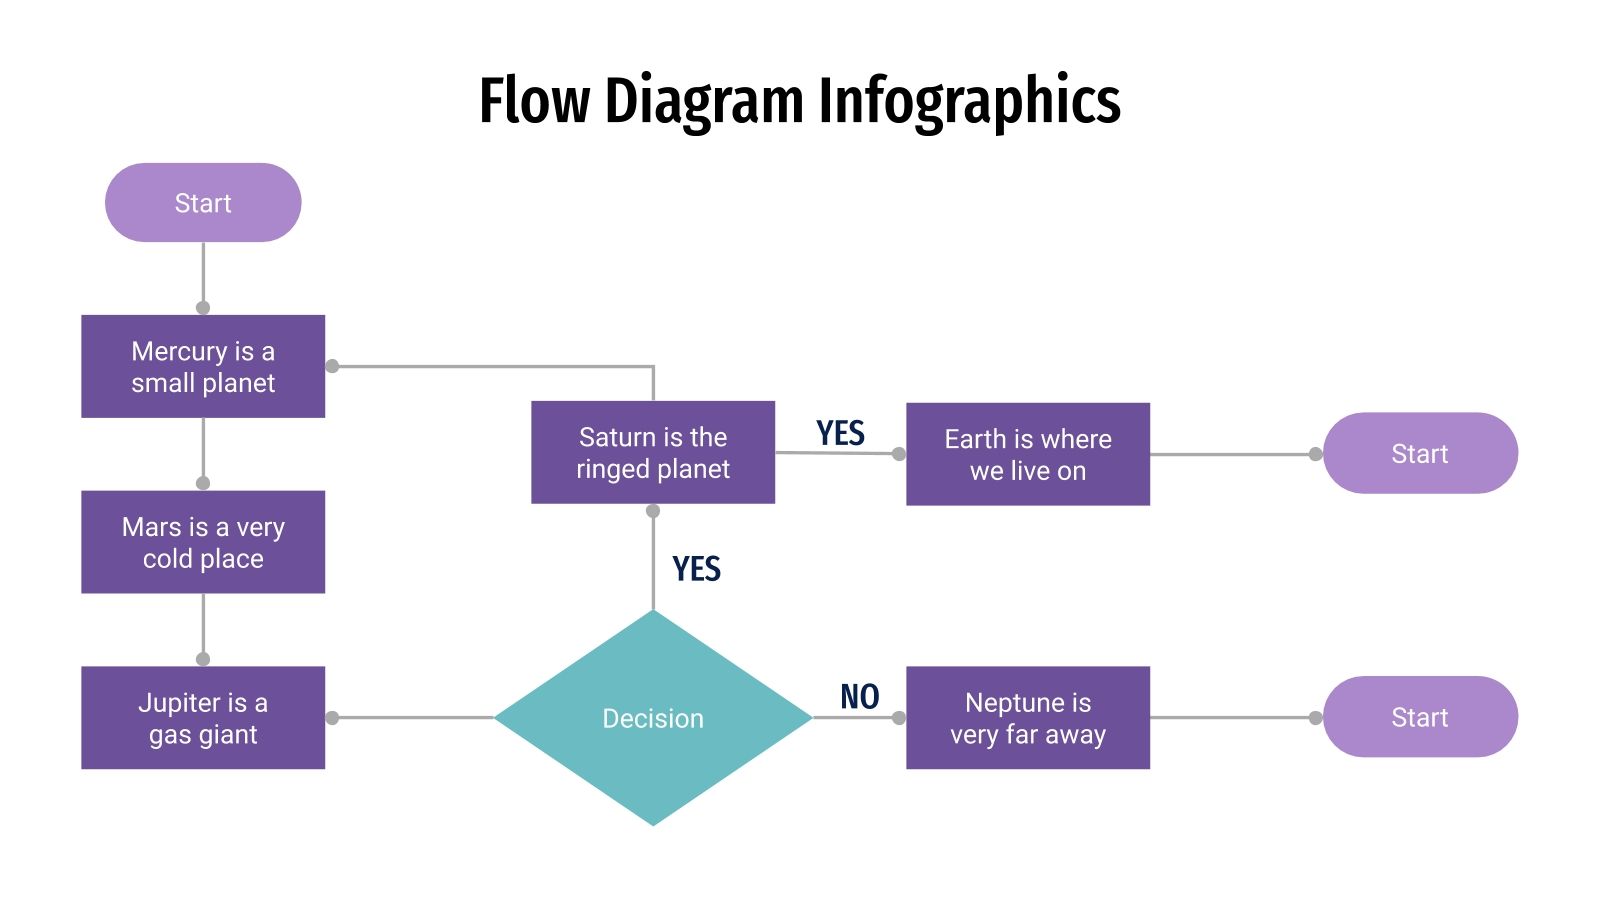 Flow Diagram Infographics
Start
Mercury is a
small planet
Saturn is the
ringed planet
YES
Earth is where
we live on
Start
Mars is a very
cold place
YES
Jupiter is a
gas giant
Decision
NO
Neptune is
very far away
Start